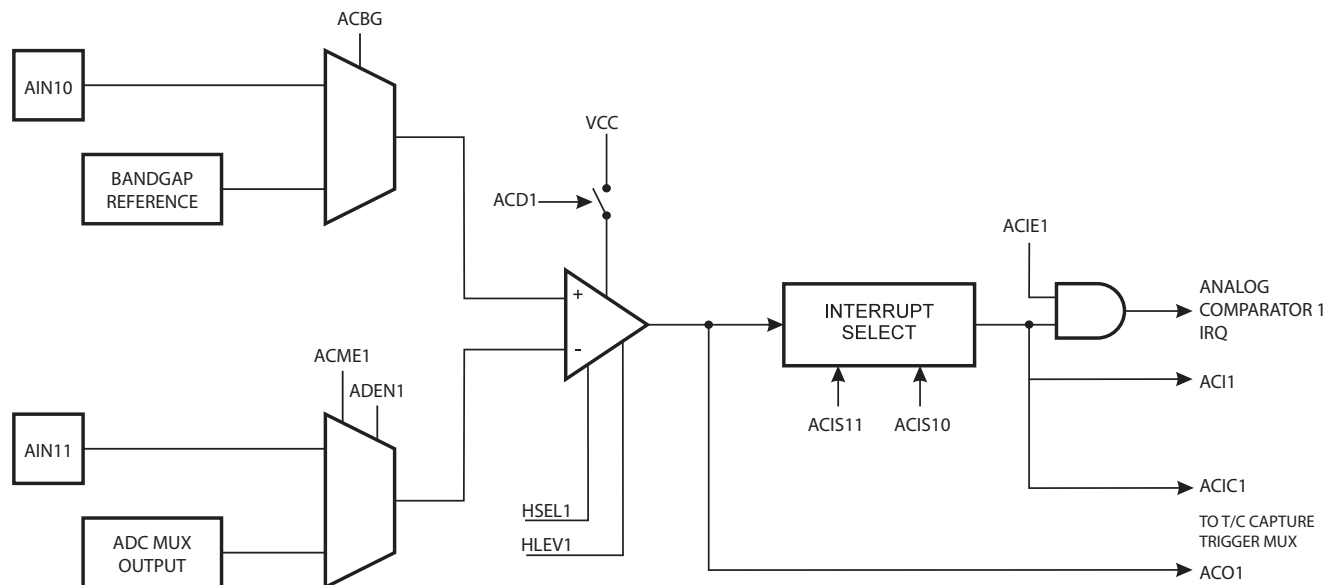 ACBG
AIN10
BANDGAP
REFERENCE
VCC
ACD1
+
-
ACIE1
INTERRUPT
SELECT
ANALOG
COMPARATOR 1
IRQ
ACME1
ADEN1
ACI1
ACIS11
ACIS10
AIN11
ACIC1
HSEL1
TO T/C CAPTURE
TRIGGER MUX
HLEV1
ADC MUX
OUTPUT
ACO1